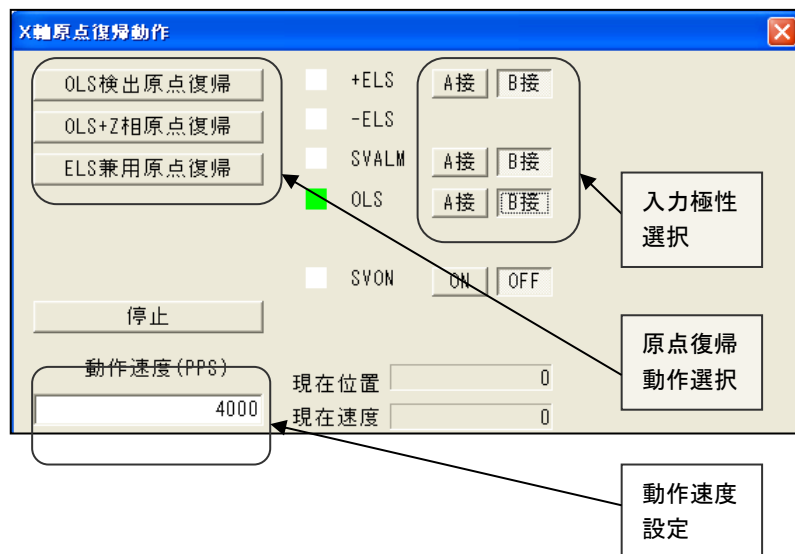 X軸原点復帰動作
OLS検出原点復帰
+ELS
A接
B接
OLS+Z相原点復帰
-ELS
ELS兼用原点復帰
SVALM
A接
B接
OLS
A接
B接
入力極性
選択
SVON
ON
OFF
停止
原点復帰
動作選択
動作速度(PPS)
4000
現在位置
0
現在速度
0
動作速度
設定